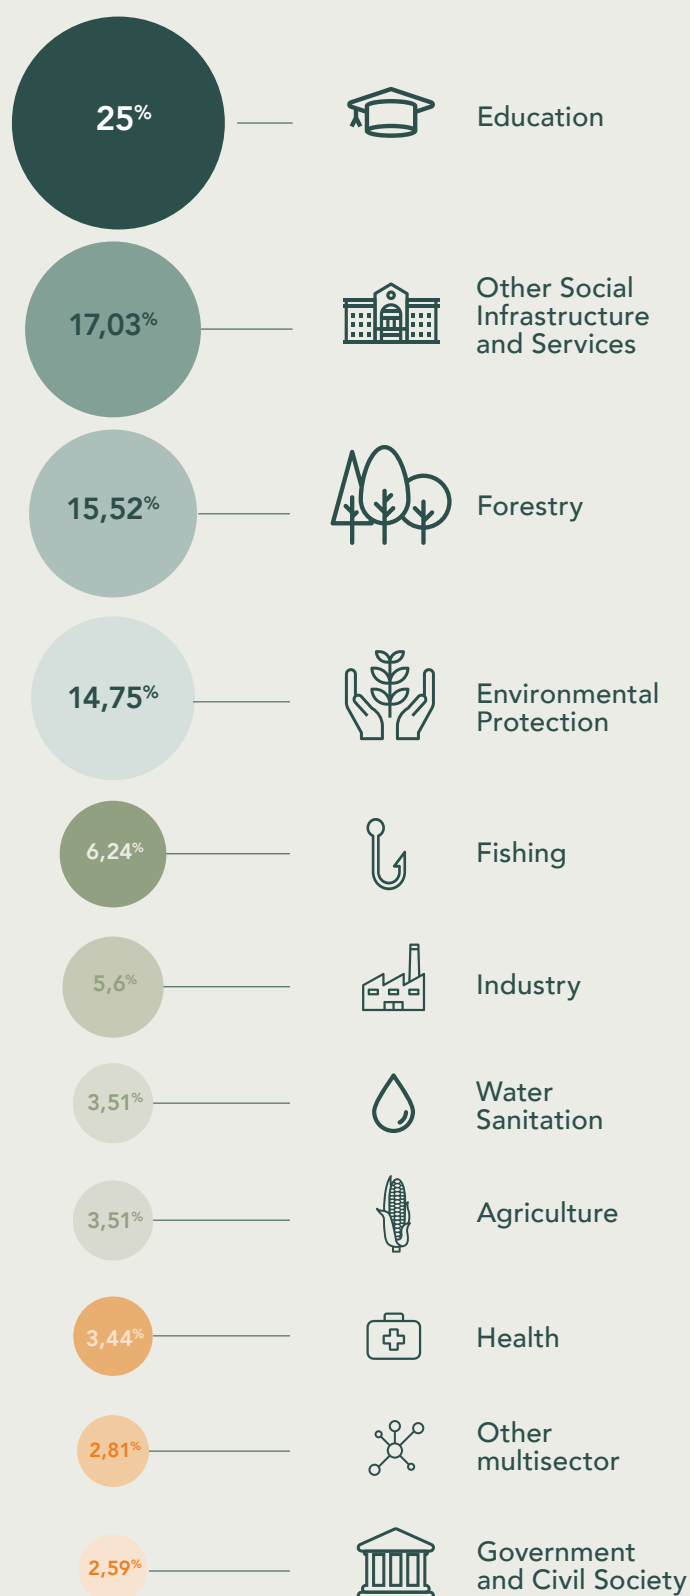 25%
Education
17,03%
Other Social
Infrastructure
and Services
15,52%
Forestry
14,75%
Environmental
Protection
6,24%
Fishing
5,6%
Industry
3,51%
Water
Sanitation
3,51%
Agriculture
3,44%
Health
2,81%
Other
multisector
2,59%
Government
and Civil Society